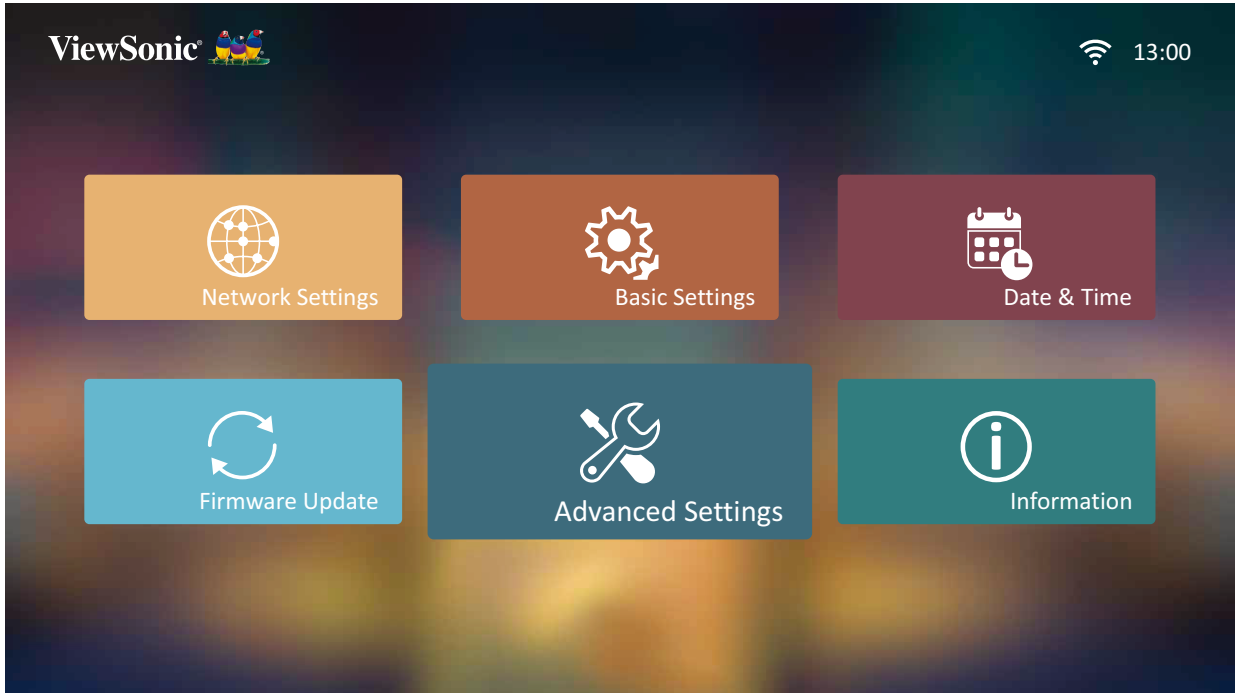 ViewSonic®
13:00
Network Settings
Basic Settings
Date & Time
Firmware Update
Advanced Settings
Information